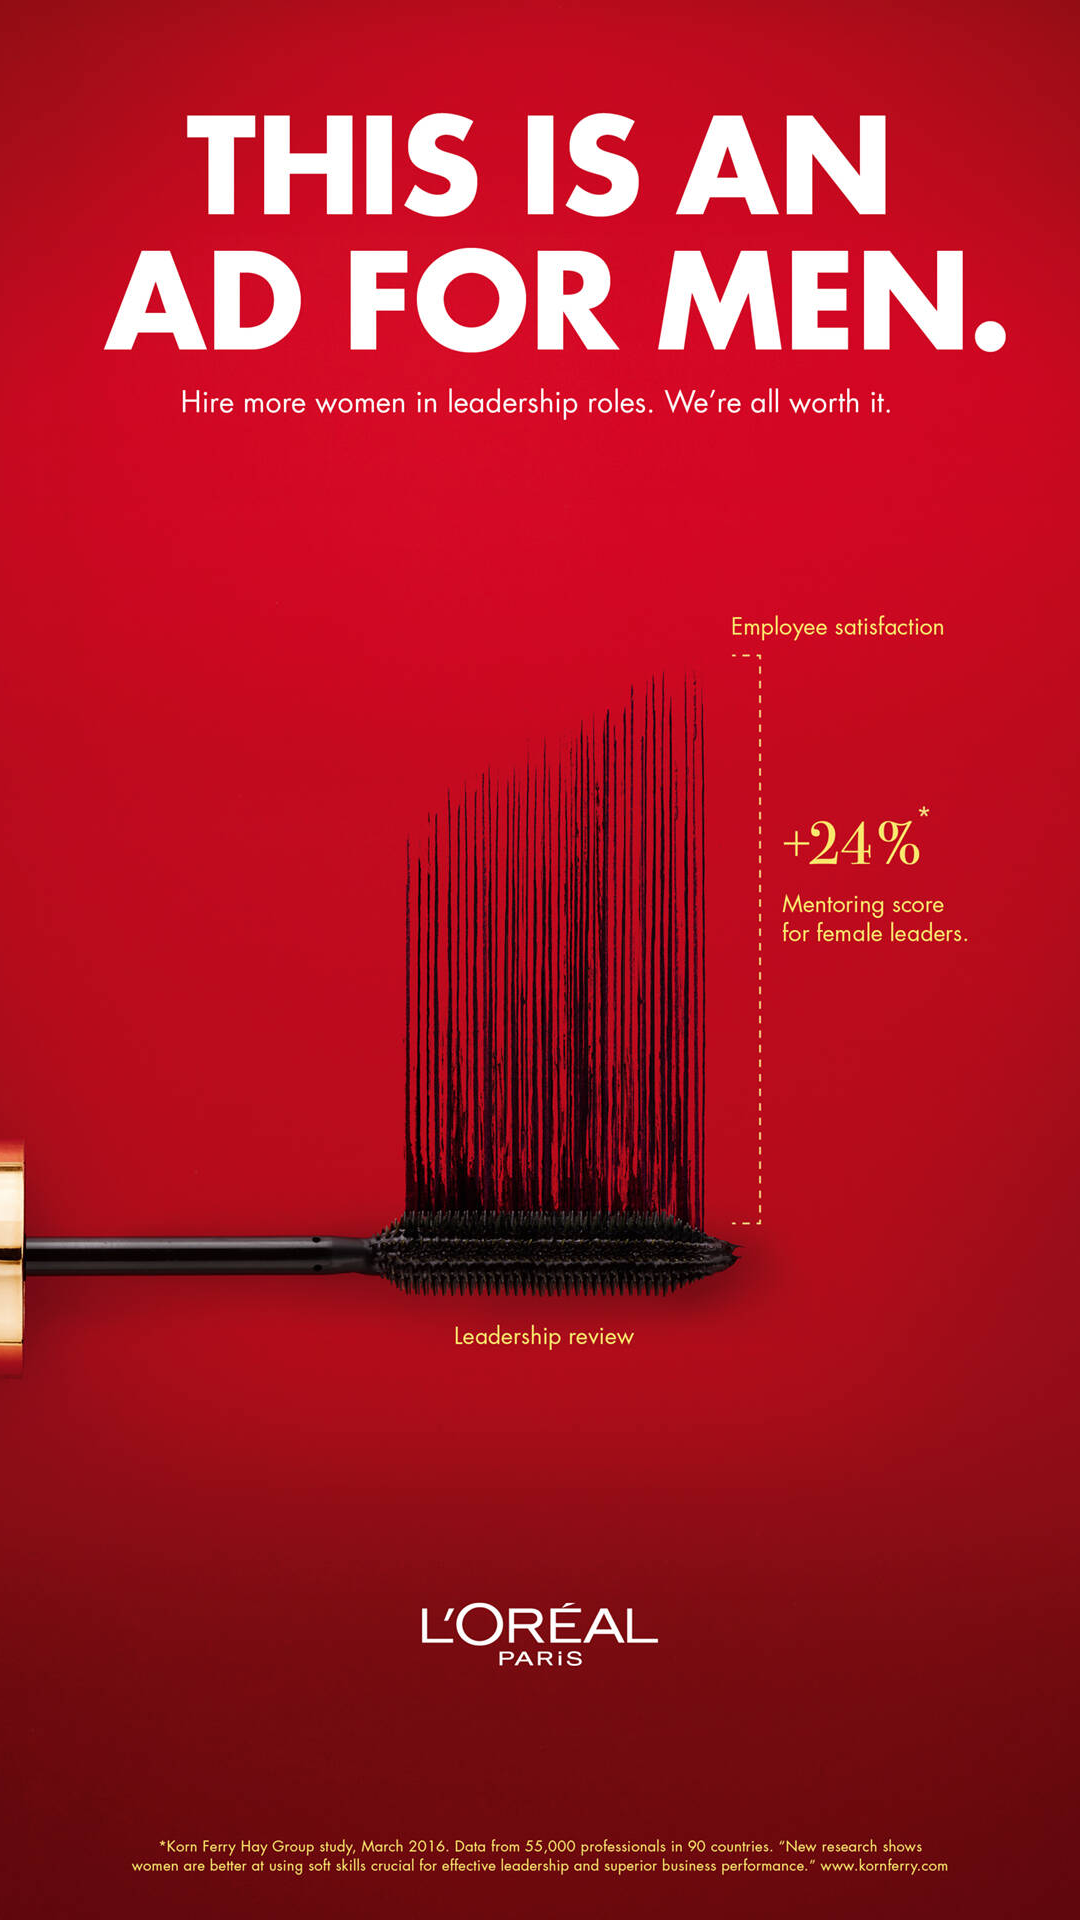 THIS IS AN
AD FOR MEN.
Hire more women in leadership roles. We're all worth it.
Employee satisfaction
+24%*
Mentoring score
for female leaders.
Leadership review
L'ORÉAL
PARiS
*Korn Ferry Hay Group study, March 2016. Data from 55,000 professionals in 90 countries. “New research shows
women are better at using soft skills crucial for effective leadership and superior business performance.” www.kornferry.com